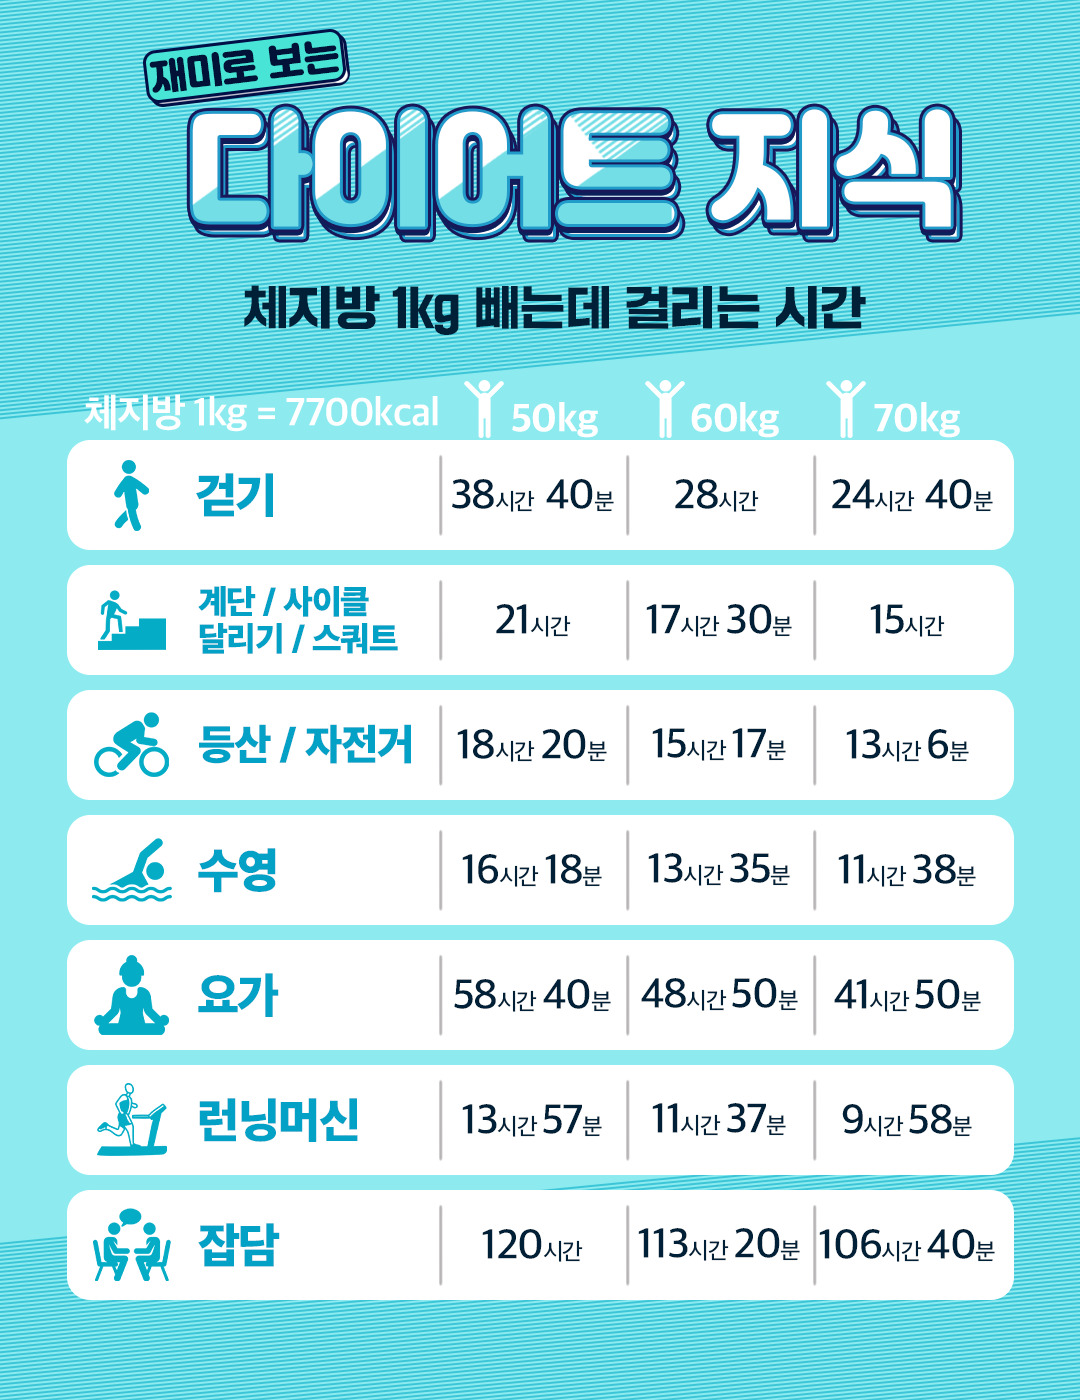 재미로 보는
다이어트 지식
체지방 1kg 빼는데 걸리는 시간
체지방 1kg = 7700kcal 50kg 60kg 70kg
걷기 38시간 40분 28시간 24시간 40분
계단 / 사이클
달리기 / 스쿼트 21시간 17시간 30분 15시간
등산 / 자전거 18시간 20분 15시간 17분 13시간 6분
수영 16시간 18분 13시간 35분 11시간 38분
요가 58시간 40분 48시간 50분 41시간 50분
런닝머신 13시간 57분 11시간 37분 9시간 58분
잡담 120시간 113시간 20분 106시간 40분